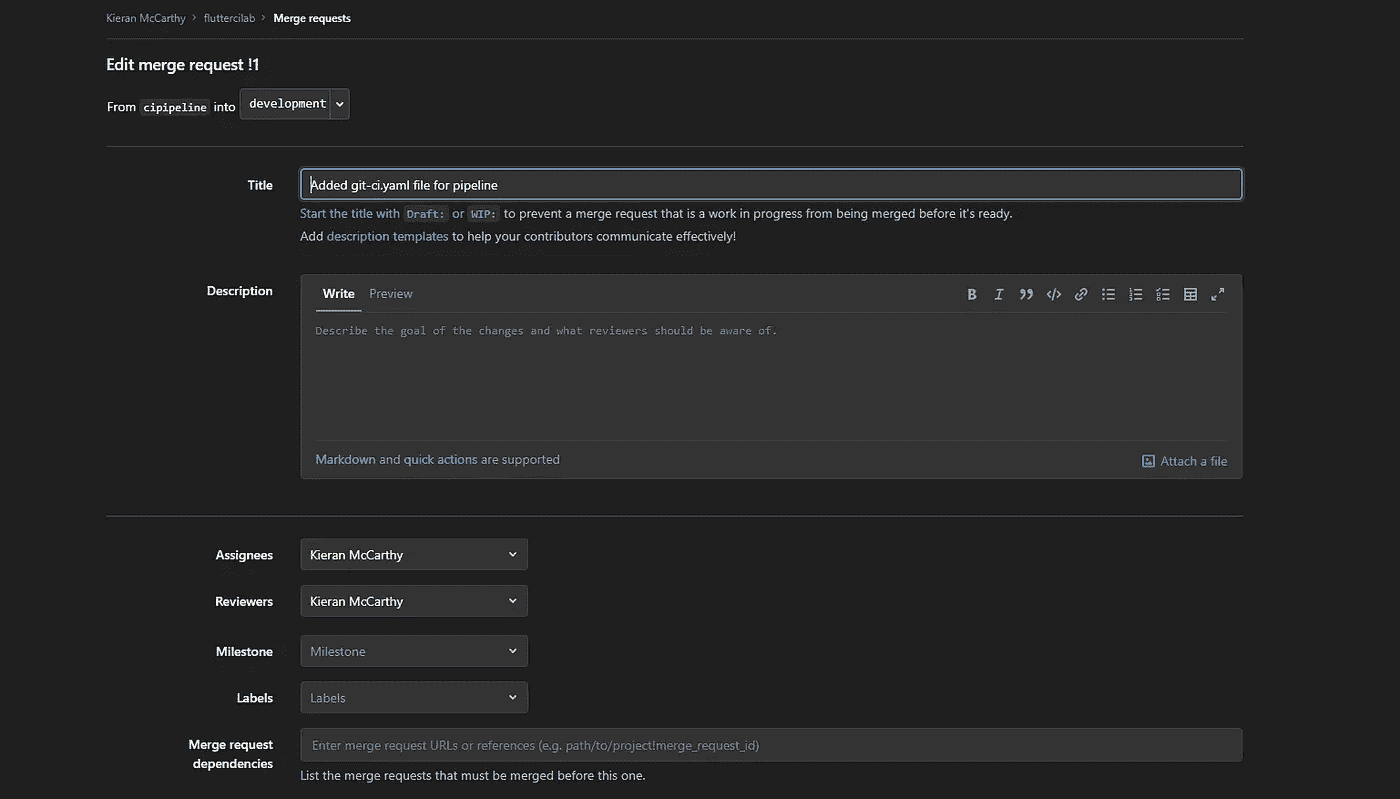 Kieran McCarthy > fluttercilab > Merge requests
Edit merge request !1
From cipipeline into development
Title
Added git-ci.yaml file for pipeline
Start the title with Draft: or WIP: to prevent a merge request that is a work in progress from being merged before it's ready.
Add description templates to help your contributors communicate effectively!
Description
Write Preview
Describe the goal of the changes and what reviewers should be aware of.
Markdown and quick actions are supported
Attach a file
Assignees
Kieran McCarthy
Reviewers
Kieran McCarthy
Milestone
Milestone
Labels
Labels
Merge request
dependencies
Enter merge request URLs or references (e.g. path/to/project!merge_request_id)
List the merge requests that must be merged before this one.